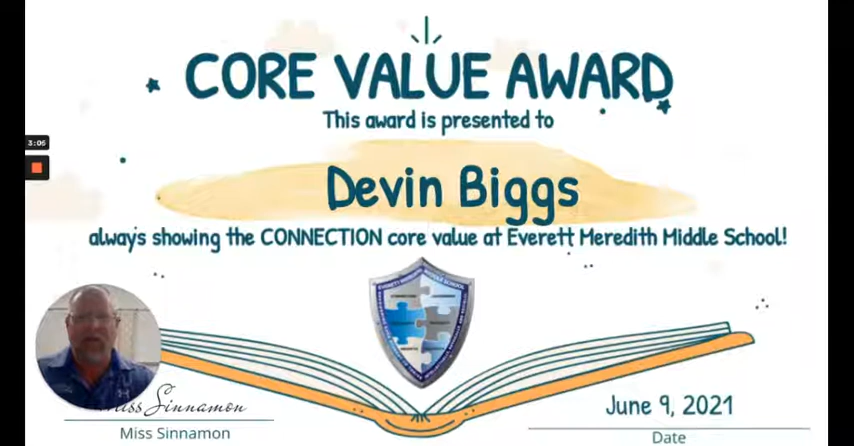 CORE VALUE AWARD
This award is presented to
3:06
Devin Biggs
always showing the CONNECTION core value at Everett Meredith Middle School!
Miss Sinnamon
June 9, 2021
Miss Sinnamon
Date